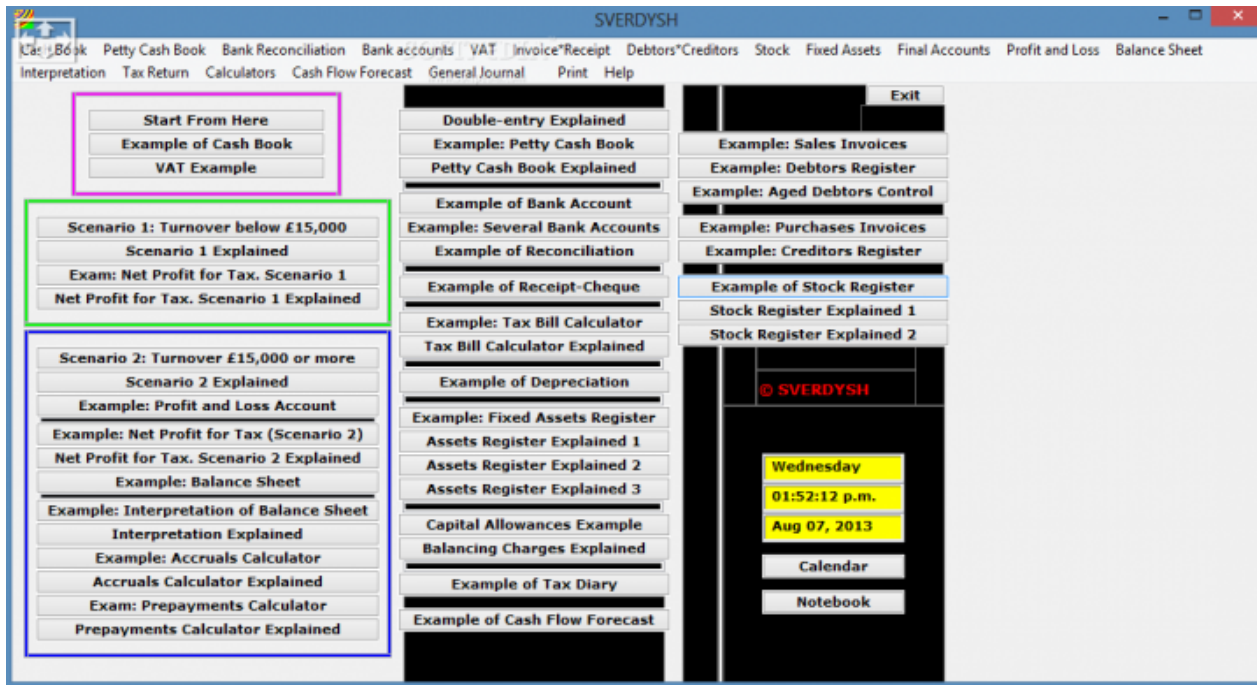 SVERDYSH
Cash Book Petty Cash Book Bank Reconciliation Bank accounts VAT Invoice*Receipt Debtors*Creditors Stock Fixed Assets Final Accounts Profit and Loss Balance Sheet
Interpretation Tax Return Calculators Cash Flow Forecast General Journal Print Help
Start From Here
Example of Cash Book
VAT Example
Scenario 1: Turnover below £15,000
Scenario 1 Explained
Exam: Net Profit for Tax. Scenario 1
Net Profit for Tax. Scenario 1 Explained
Scenario 2: Turnover £15,000 or more
Scenario 2 Explained
Example: Profit and Loss Account
Example: Net Profit for Tax (Scenario 2)
Net Profit for Tax. Scenario 2 Explained
Example: Balance Sheet
Example: Interpretation of Balance Sheet
Interpretation Explained
Example: Accruals Calculator
Accruals Calculator Explained
Exam: Prepayments Calculator
Prepayments Calculator Explained
Double-entry Explained
Example: Petty Cash Book
Petty Cash Book Explained
Example of Bank Account
Example: Several Bank Accounts
Example of Reconciliation
Example of Receipt-Cheque
Example: Tax Bill Calculator
Tax Bill Calculator Explained
Example of Depreciation
Example: Fixed Assets Register
Assets Register Explained 1
Assets Register Explained 2
Assets Register Explained 3
Capital Allowances Example
Balancing Charges Explained
Example of Tax Diary
Example of Cash Flow Forecast
Exit
Example: Sales Invoices
Example: Debtors Register
Example: Aged Debtors Control
Example: Purchases Invoices
Example: Creditors Register
Example of Stock Register
Stock Register Explained 1
Stock Register Explained 2
© SVERDYSH
Wednesday
01:52:12 p.m.
Aug 07, 2013
Calendar
Notebook